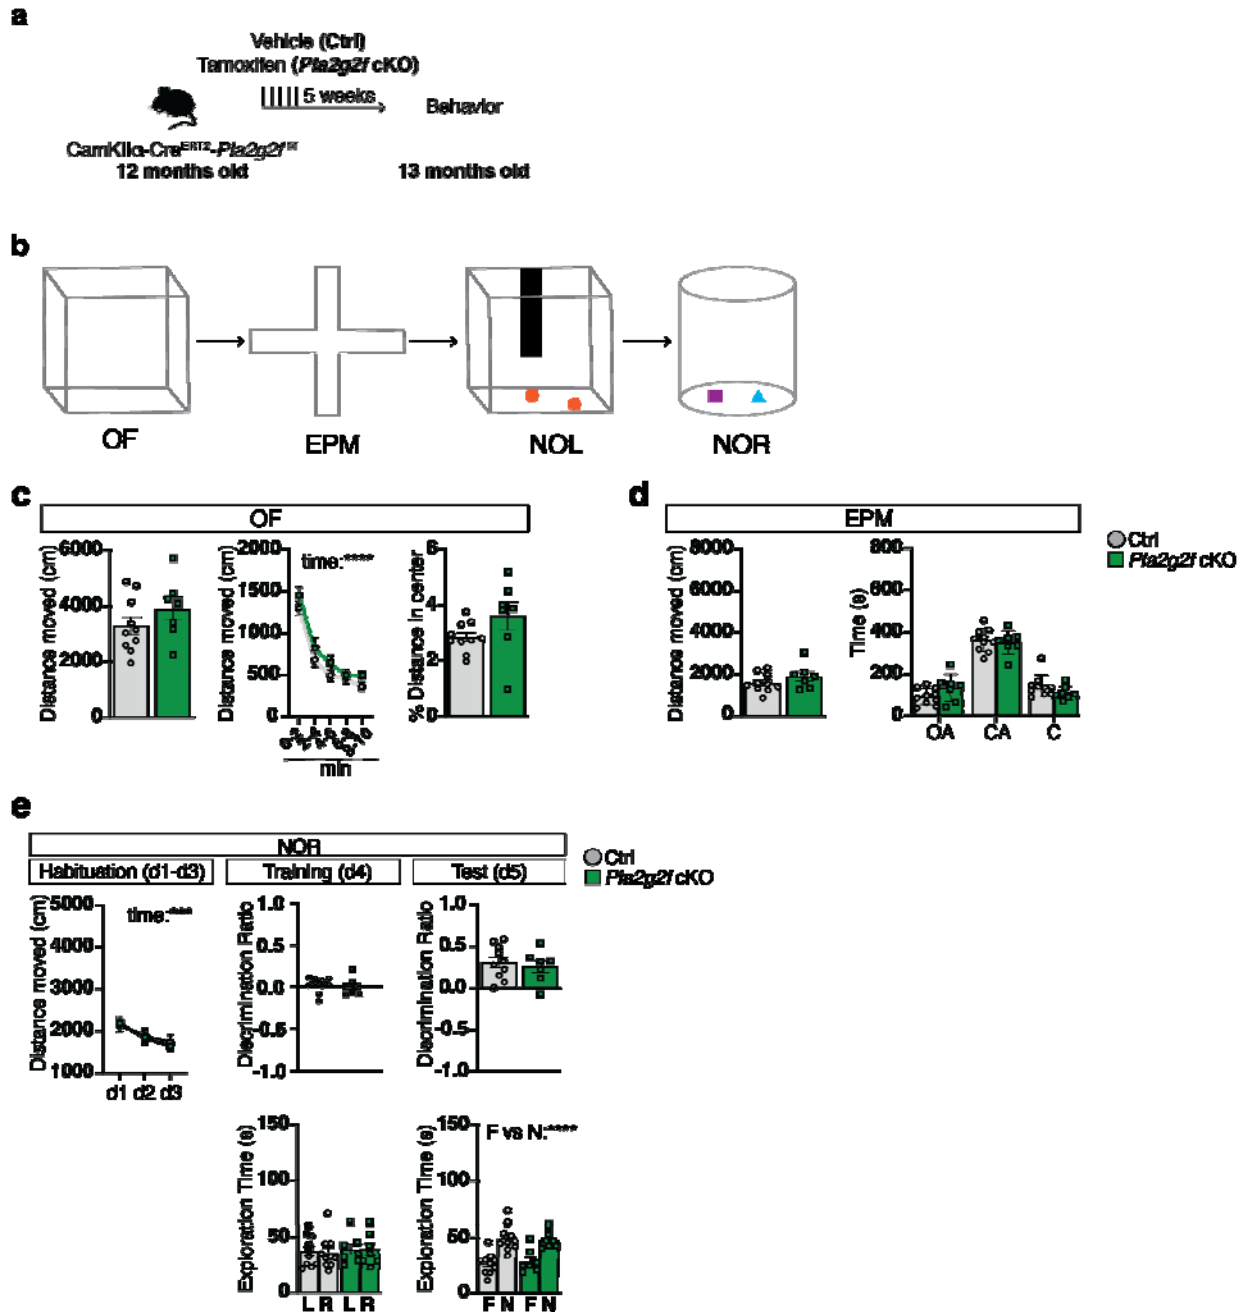 a
Vehicle (Ctrl)
Tamoxifen (Pla2g2f cKO)
5 weeks
Behavior
CamKIIα-CreERT2-Pla2g2f f/f
12 months old
13 months old
b
OF
EPM
NOL
NOR
c
OF
Distance moved (cm)
6000
4000
2000
0
Distance moved (cm)
2000
1500
1000
500
0
time:****
min
% Distance in center
6
4
2
0
d
EPM
Distance moved (cm)
8000
6000
4000
2000
0
Time (s)
800
600
400
200
0
OA CA C
Ctrl
Pla2g2f cKO
e
NOR
Habituation (d1-d3)
Training (d4)
Test (d5)
Ctrl
Pla2g2f cKO
Distance moved (cm)
5000
4000
3000
2000
1000
d1 d2 d3
Discrimination Ratio
1.0
0.5
0.0
-0.5
-1.0
Discrimination Ratio
1.0
0.5
0.0
-0.5
-1.0
Exploration Time (s)
150
100
50
0
L R L R
Exploration Time (s)
150
100
50
0
F vs N:****
F N F N